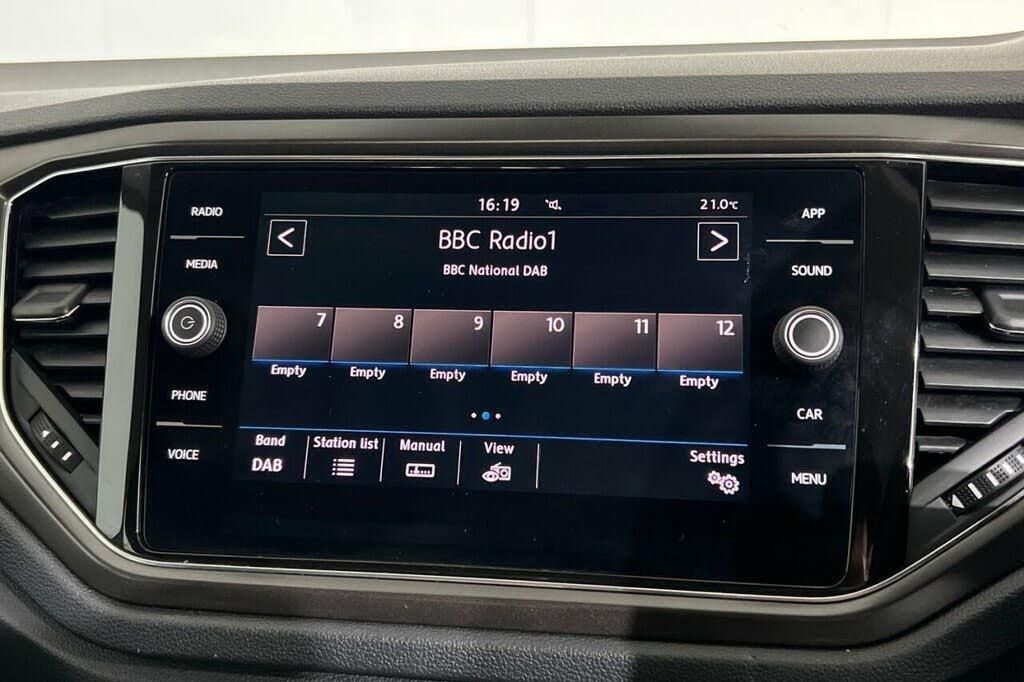 RADIO
MEDIA
PHONE
VOICE
16:19
21.0°C
<
BBC Radio1
>
BBC National DAB
7 8 9 10 11 12
Empty Empty Empty Empty Empty Empty
Band Station list Manual View Settings
DAB
APP
SOUND
CAR
MENU